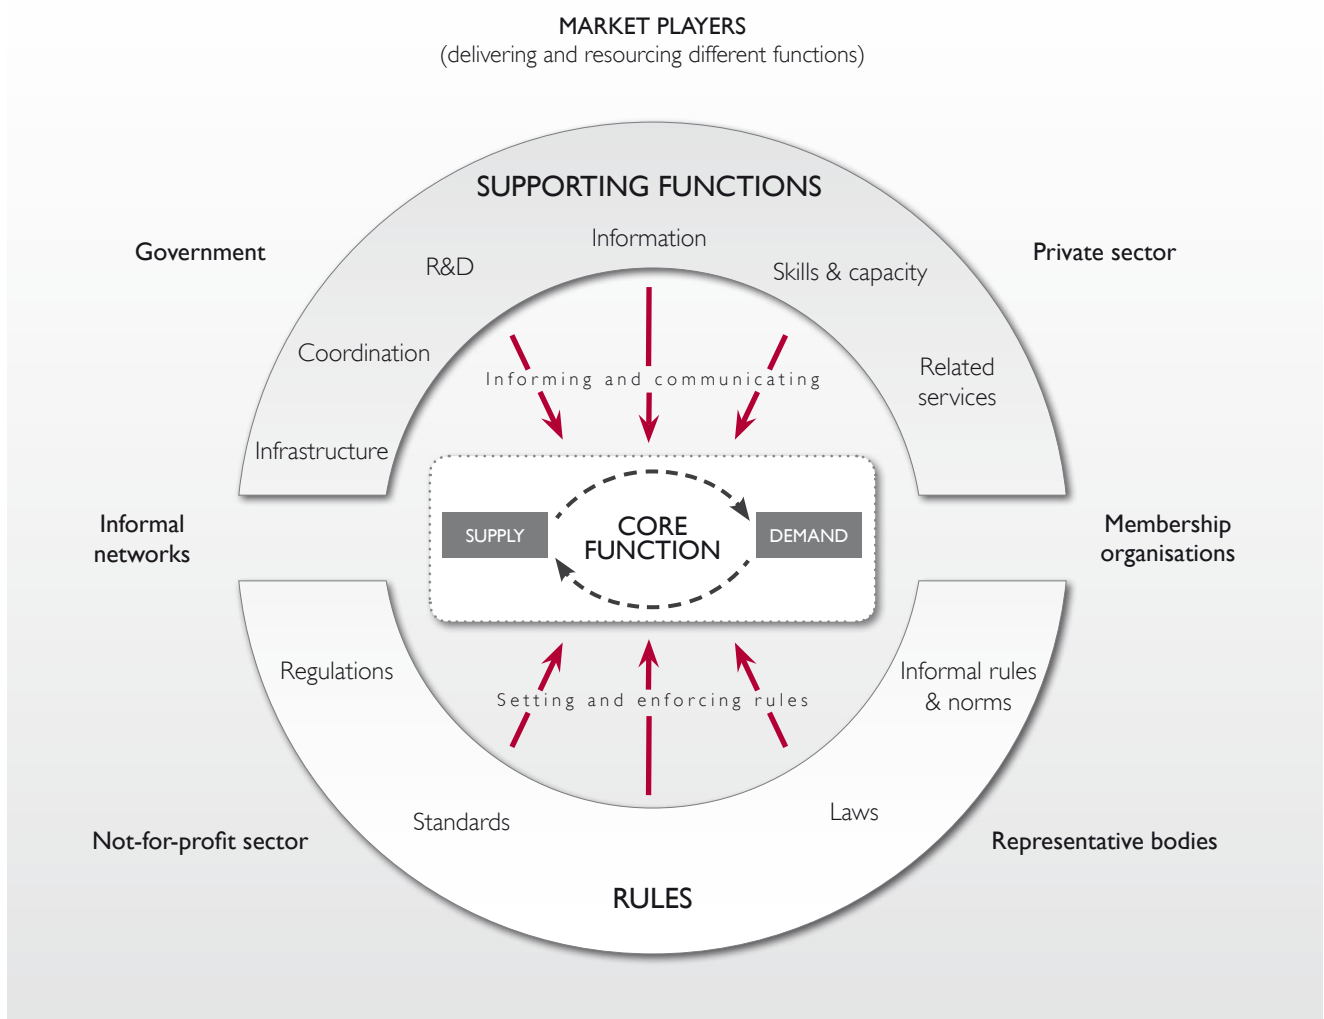 MARKET PLAYERS
(delivering and resourcing different functions)
SUPPORTING FUNCTIONS
Information
Government
Private sector
R&D
Skills & capacity
Coordination
Related
services
Informing and communicating
Infrastructure
Informal
networks
SUPPLY
CORE
FUNCTION
DEMAND
Membership
organisations
Regulations
Informal rules
& norms
Setting and enforcing rules
Standards
Laws
Not-for-profit sector
Representative bodies
RULES